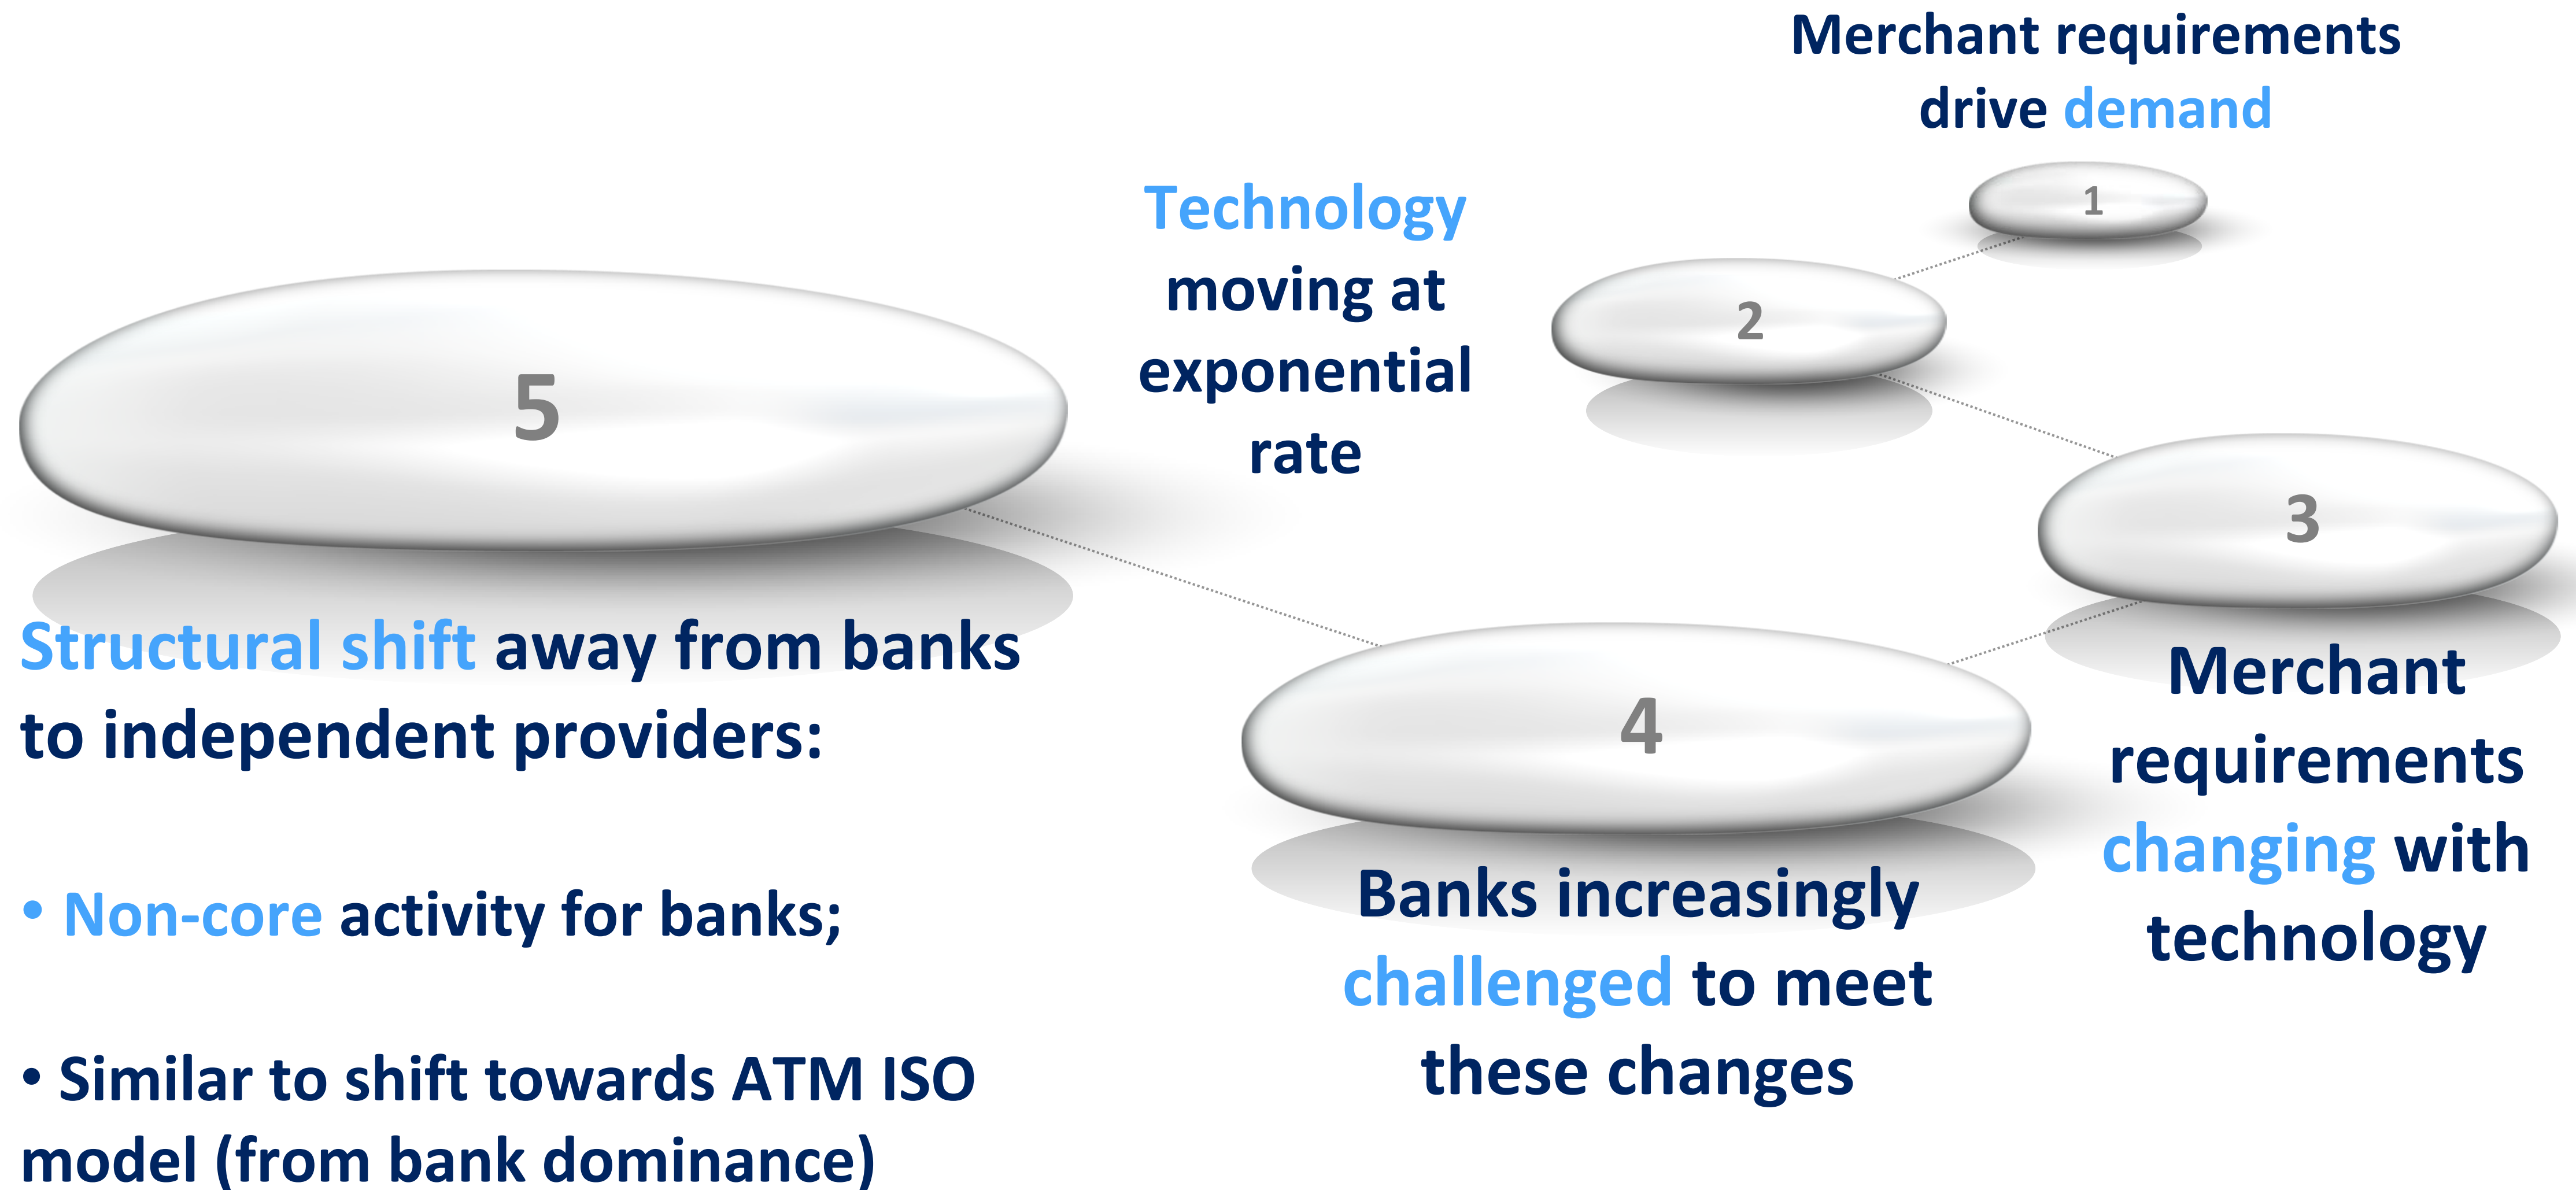 Merchant requirements
drive demand
1
Technology
moving at
exponential
rate
2
3
Merchant
requirements
changing with
technology
4
Banks increasingly
challenged to meet
these changes
5
Structural shift away from banks
to independent providers:
• Non-core activity for banks;
• Similar to shift towards ATM ISO
model (from bank dominance)